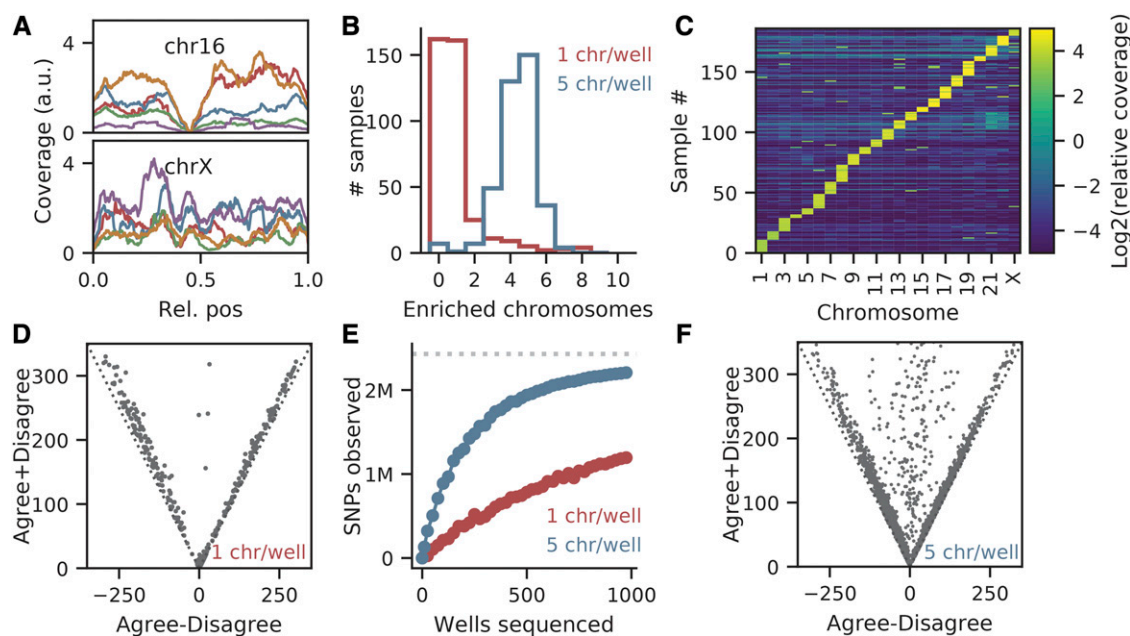 A
4
chr16
0
4
chrX
0
Coverage (a.u.)
0.0
0.5
1.0
Rel. pos
B
150
100
50
0
# samples
1 chr/well
5 chr/well
0
2
4
6
8
10
Enriched chromosomes
C
150
100
50
0
Sample #
1
3
5
7
9
11
13
15
17
19
21
X
Chromosome
4
2
0
−2
−4
Log2(relative coverage)
D
300
200
100
0
Agree+Disagree
1 chr/well
−250
0
250
Agree-Disagree
E
2M
1M
0
SNPs observed
1 chr/well
5 chr/well
0
500
1000
Wells sequenced
F
300
200
100
0
Agree+Disagree
5 chr/well
−250
0
250
Agree-Disagree